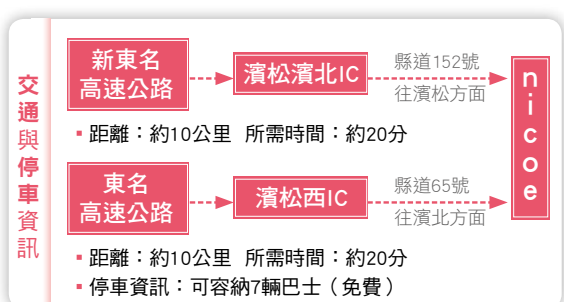 交通與停車資訊
新東名
高速公路
濱松濱北IC
縣道152號
往濱松方面
nicoe
▪距離：約10公里 所需時間：約20分
東名
高速公路
濱松西IC
縣道65號
往濱北方面
▪距離：約10公里 所需時間：約20分
▪停車資訊：可容納7輛巴士（免費）